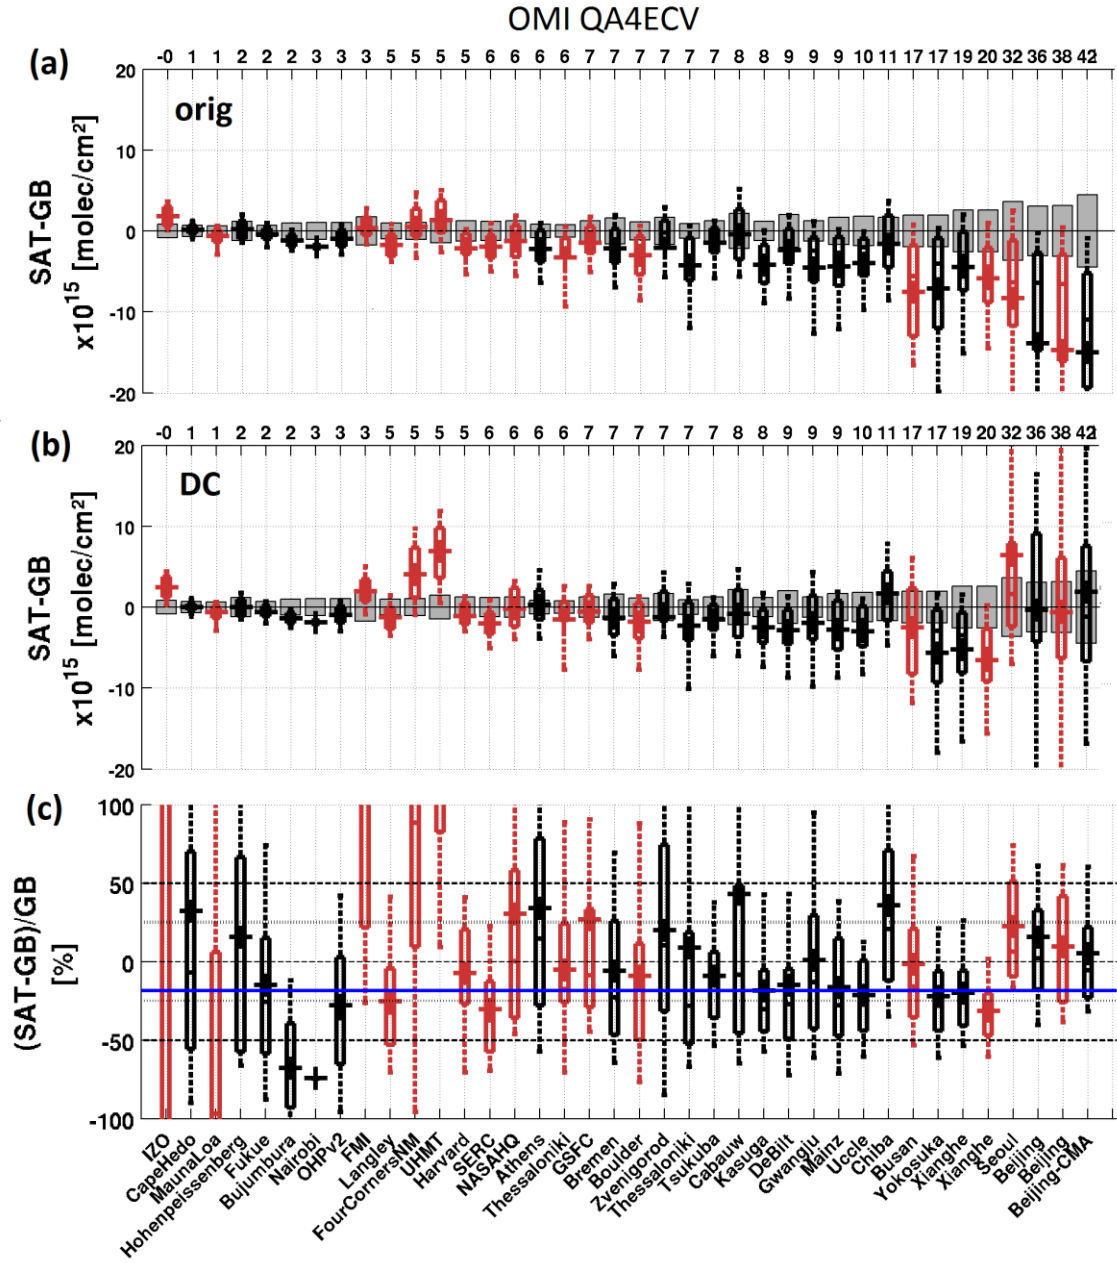 OMI QA4ECV
(a)
-0 1 1 2 2 2 3 3 3 5 5 5 5 6 6 6 6 7 7 7 7 7 7 8 8 9 9 9 10 11 17 17 19 20 32 36 38 42
orig
SAT-GB
x10¹⁵ [molec/cm²]
20
10
0
-10
-20
(b)
-0 1 1 2 2 2 3 3 3 5 5 5 5 6 6 6 6 7 7 7 7 7 7 8 8 9 9 9 10 11 17 17 19 20 32 36 38 42
DC
SAT-GB
x10¹⁵ [molec/cm²]
20
10
0
-10
-20
(c)
(SAT-GB)/GB
[%]
100
50
0
-50
-100
IZO
CapeHedo
MaunaLoa
Hohenpeissenberg
Fukue
Bujumbura
Nairobi
OHPv2
FMI
Langley
FourCornersNM
UHMT
Harvard
SERC
NASAHQ
Athens
Thessaloniki
GSFC
Bremen
Boulder
Zvenigorod
Thessaloniki
Tsukuba
Cabauw
Kasuga
DeBilt
Gwangju
Mainz
Uccle
Chiba
Busan
Yokosuka
Xianghe
Xianghe
Seoul
Beijing
Beijing
Beijing-CMA